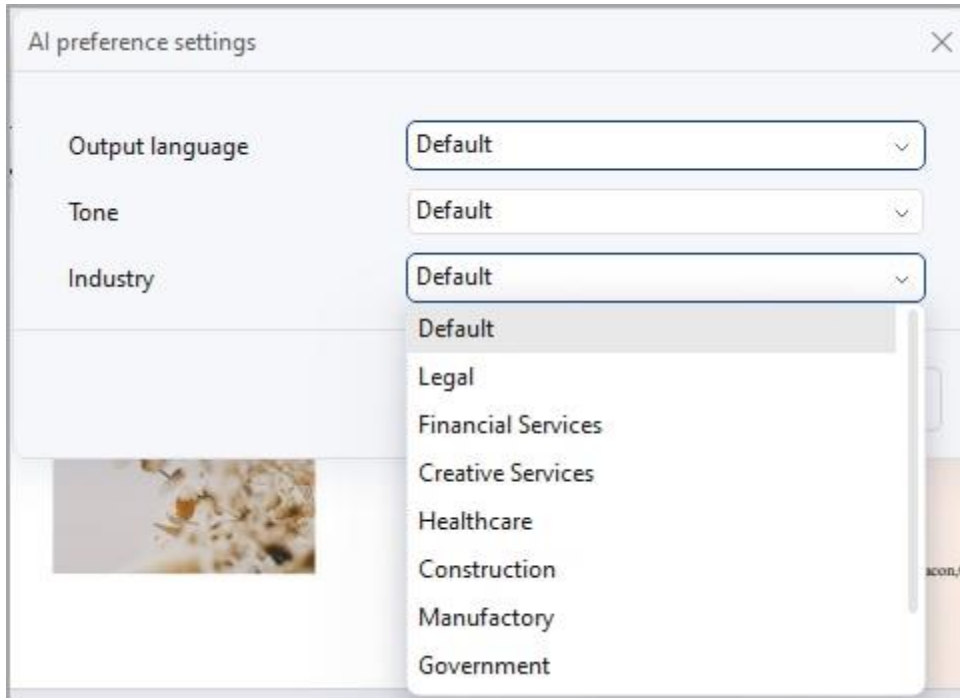 AI preference settings
Output language Default
Tone Default
Industry Default
Default
Legal
Financial Services
Creative Services
Healthcare
Construction
Manufactory
Government